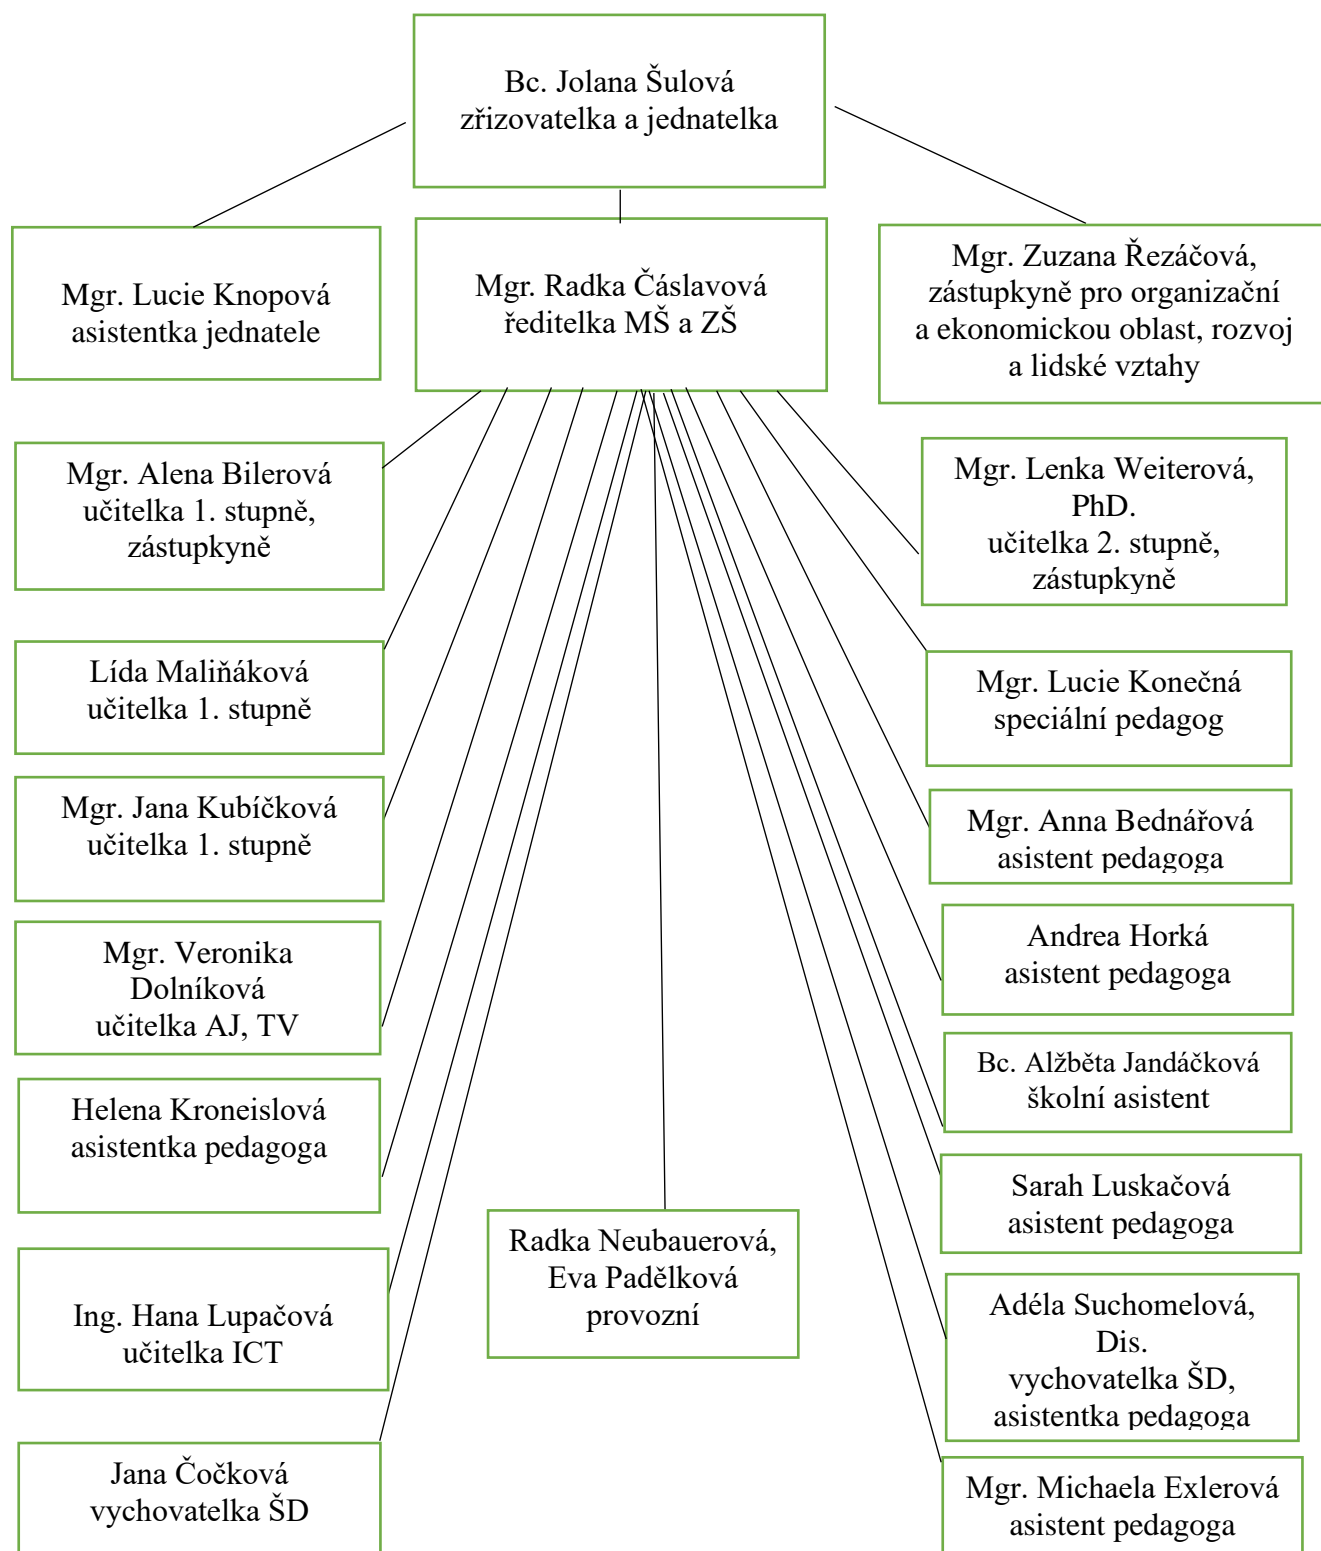 Bc. Jolana Šulová
zřizovatelka a jednatelka
Mgr. Lucie Knopová
asistentka jednatele
Mgr. Radka Čáslavová
ředitelka MŠ a ZŠ
Mgr. Zuzana Řezáčová,
zástupkyně pro organizační
a ekonomickou oblast, rozvoj
a lidské vztahy
Mgr. Alena Bilerová
učitelka 1. stupně,
zástupkyně
Mgr. Lenka Weiterová,
PhD.
učitelka 2. stupně,
zástupkyně
Lída Maliňáková
učitelka 1. stupně
Mgr. Lucie Konečná
speciální pedagog
Mgr. Jana Kubíčková
učitelka 1. stupně
Mgr. Anna Bednářová
asistent pedagoga
Mgr. Veronika
Dolníková
učitelka AJ, TV
Andrea Horká
asistent pedagoga
Bc. Alžběta Jandáčková
školní asistent
Helena Kroneislová
asistentka pedagoga
Sarah Luskačová
asistent pedagoga
Radka Neubauerová,
Eva Padělková
provozní
Ing. Hana Lupačová
učitelka ICT
Adéla Suchomelová,
Dis.
vychovatelka ŠD,
asistentka pedagoga
Jana Čočková
vychovatelka ŠD
Mgr. Michaela Exlerová
asistent pedagoga